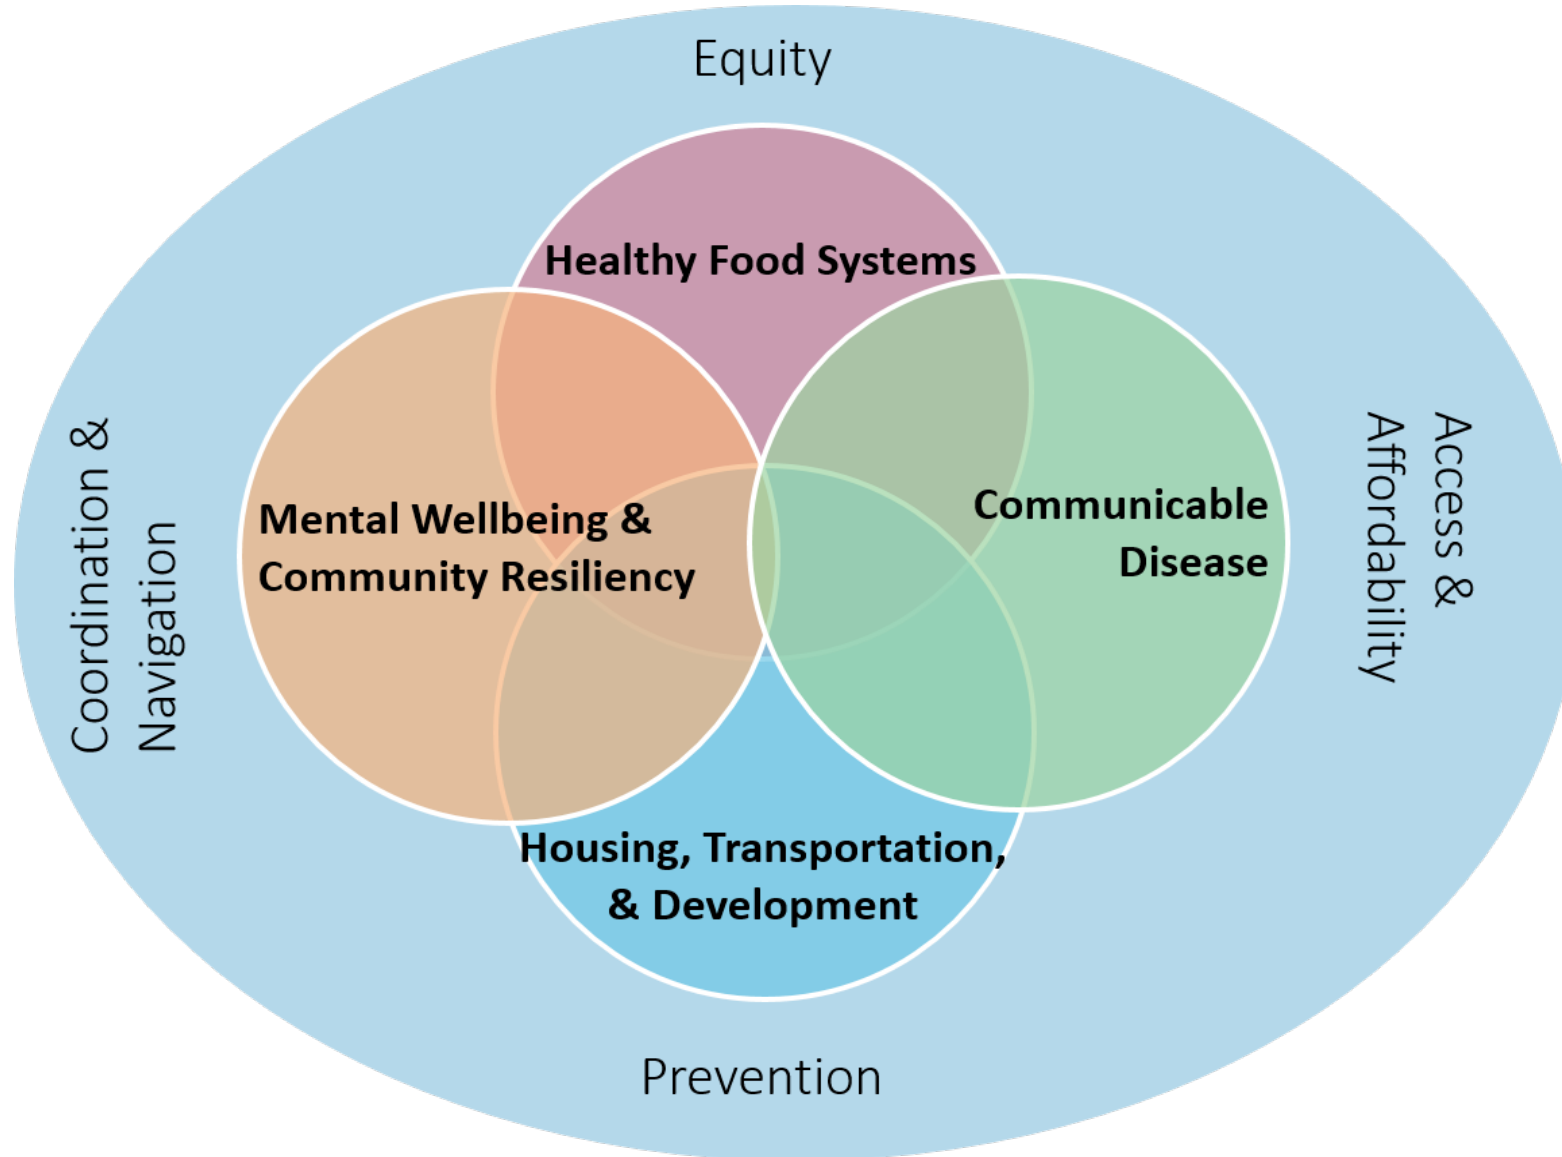 Equity
Healthy Food Systems
Coordination &
Navigation
Mental Wellbeing &
Community Resiliency
Communicable
Disease
Access &
Affordability
Housing, Transportation,
& Development
Prevention